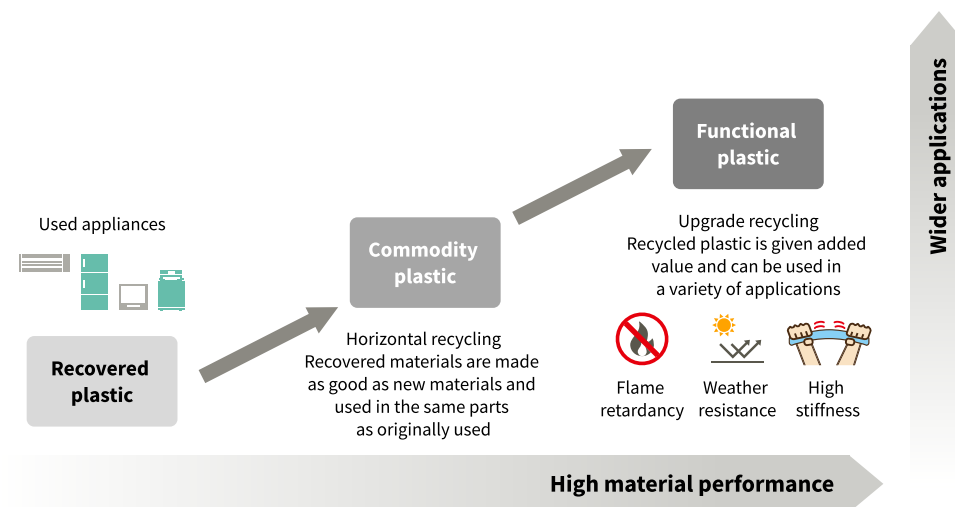 Used appliances
Recovered
plastic
Commodity
plastic
Horizontal recycling
Recovered materials are made
as good as new materials and
used in the same parts
as originally used
Functional
plastic
Upgrade recycling
Recycled plastic is given added
value and can be used in
a variety of applications
Flame
retardancy
Weather
resistance
High
stiffness
High material performance
Wider applications